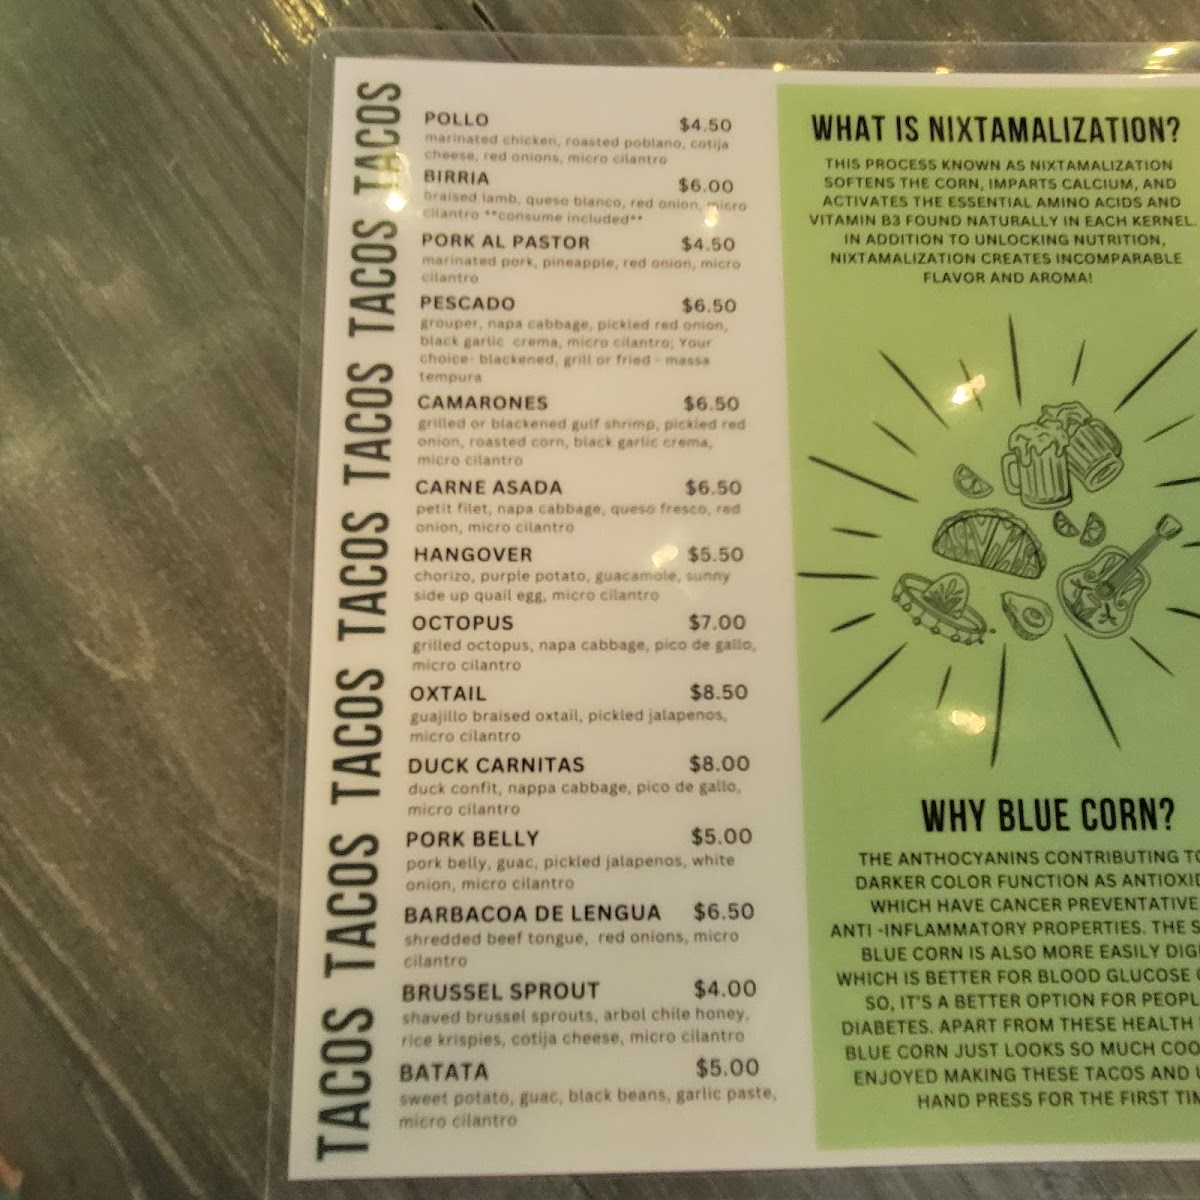 TACOS TACOS TACOS TACOS TACOS TACOS TACOS
POLLO $4.50
marinated chicken, roasted poblano, cotija
cheese, red onions, micro cilantro
BIRRIA $6.00
braised lamb, queso blanco, red onion, micro
cilantro **consume included**
PORK AL PASTOR $4.50
marinated pork, pineapple, red onion, micro
cilantro
PESCADO $6.50
grouper, napa cabbage, pickled red onion,
black garlic crema, micro cilantro; Your
choice- blackened, grill or fried - massa
tempura
CAMARONES $6.50
grilled or blackened gulf shrimp, pickled red
onion, roasted corn, black garlic crema,
micro cilantro
CARNE ASADA $6.50
petit filet, napa cabbage, queso fresco, red
onion, micro cilantro
HANGOVER $5.50
chorizo, purple potato, guacamole, sunny
side up quail egg, micro cilantro
OCTOPUS $7.00
grilled octopus, napa cabbage, pico de gallo,
micro cilantro
OXTAIL $8.50
guajillo braised oxtail, pickled jalapenos,
micro cilantro
DUCK CARNITAS $8.00
duck confit, nappa cabbage, pico de gallo,
micro cilantro
PORK BELLY $5.00
pork belly, guac, pickled jalapenos, white
onion, micro cilantro
BARBACOA DE LENGUA $6.50
shredded beef tongue, red onions, micro
cilantro
BRUSSEL SPROUT $4.00
shaved brussel sprouts, arbol chile honey,
rice krispies, cotija cheese, micro cilantro
BATATA $5.00
sweet potato, guac, black beans, garlic paste,
micro cilantro
WHAT IS NIXTAMALIZATION?
THIS PROCESS KNOWN AS NIXTAMALIZATION
SOFTENS THE CORN, IMPARTS CALCIUM, AND
ACTIVATES THE ESSENTIAL AMINO ACIDS AND
VITAMIN B3 FOUND NATURALLY IN EACH KERNEL.
IN ADDITION TO UNLOCKING NUTRITION,
NIXTAMALIZATION CREATES INCOMPARABLE
FLAVOR AND AROMA!
WHY BLUE CORN?
THE ANTHOCYANINS CONTRIBUTING TO
DARKER COLOR FUNCTION AS ANTIOXID
WHICH HAVE CANCER PREVENTATIVE
ANTI -INFLAMMATORY PROPERTIES. THE S
BLUE CORN IS ALSO MORE EASILY DIG
WHICH IS BETTER FOR BLOOD GLUCOSE
SO, IT'S A BETTER OPTION FOR PEOPL
DIABETES. APART FROM THESE HEALTH
BLUE CORN JUST LOOKS SO MUCH COO
ENJOYED MAKING THESE TACOS AND U
HAND PRESS FOR THE FIRST TIM